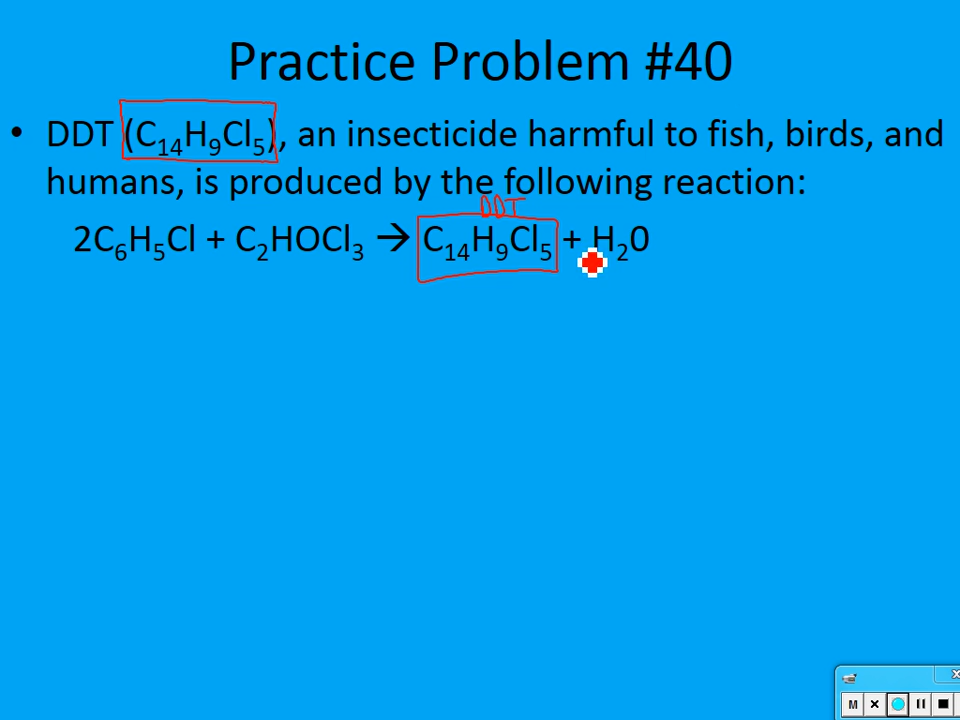 Practice Problem #40
• DDT (C₁₄H₉Cl₅), an insecticide harmful to fish, birds, and
humans, is produced by the following reaction:
DDT
2C₆H₅Cl + C₂HOCl₃ → C₁₄H₉Cl₅ + H₂0
M